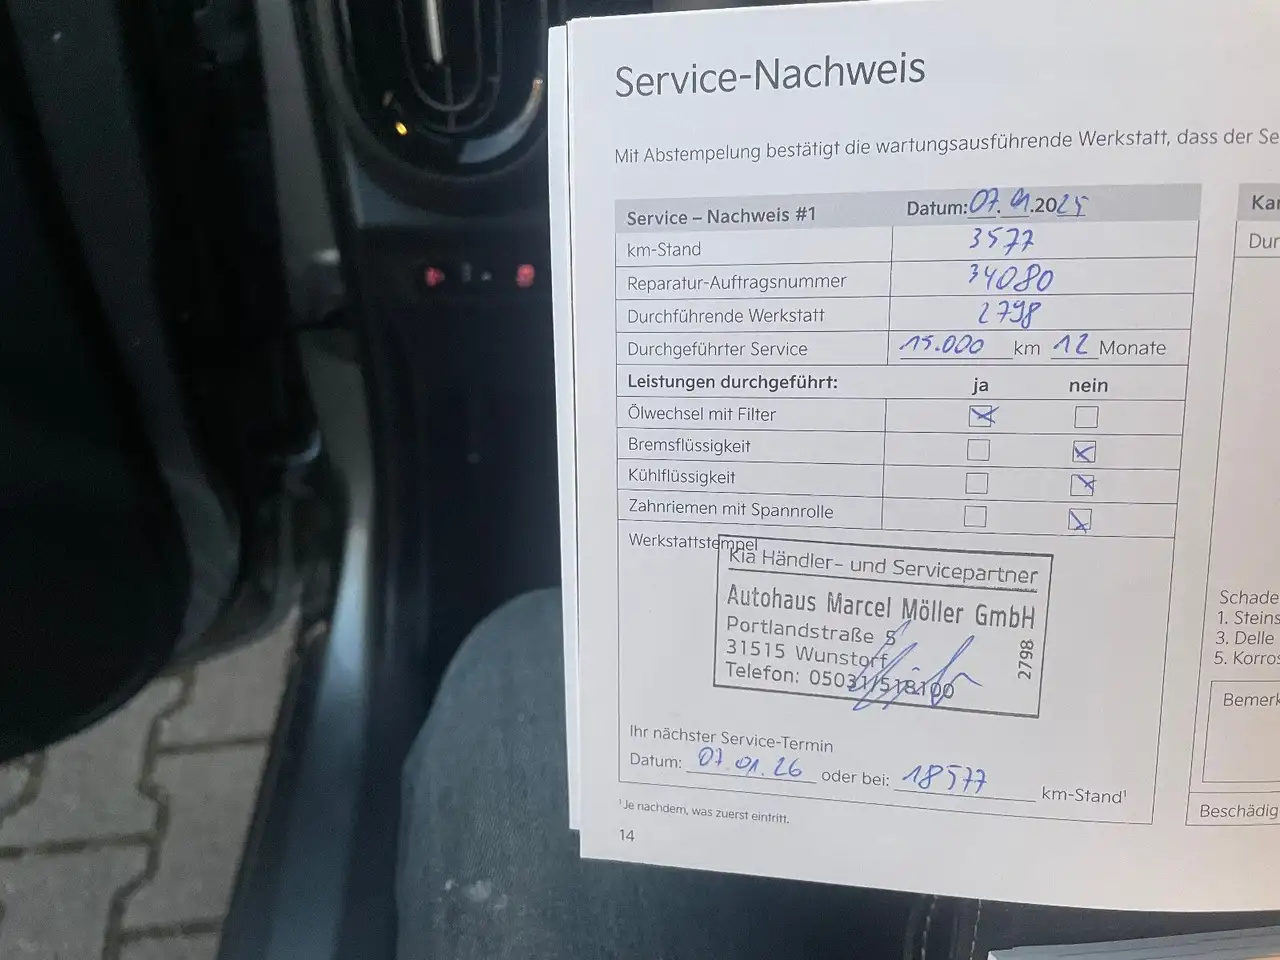 Service-Nachweis
Mit Abstempelung bestätigt die wartungsausführende Werkstatt, dass der Se
Service – Nachweis #1 Datum: 07.01.2025
km-Stand 3577
Reparatur-Auftragsnummer 34080
Durchführende Werkstatt 2798
Durchgeführter Service 15.000 km 12 Monate
Leistungen durchgeführt: ja nein
Ölwechsel mit Filter
Bremsflüssigkeit
Kühlflüssigkeit
Zahnriemen mit Spannrolle
Werkstattstempel
Kia Händler- und Servicepartner
Autohaus Marcel Möller GmbH
Portlandstraße 5
31515 Wunstorf
Telefon: 05031/518100
2798
Ihr nächster Service-Termin
Datum: 07.01.26 oder bei: 18577 km-Stand¹
¹Je nachdem, was zuerst eintritt.
14
Kar
Dur
Schade
1. Steins
3. Delle
5. Korros
Bemerk
Beschädig